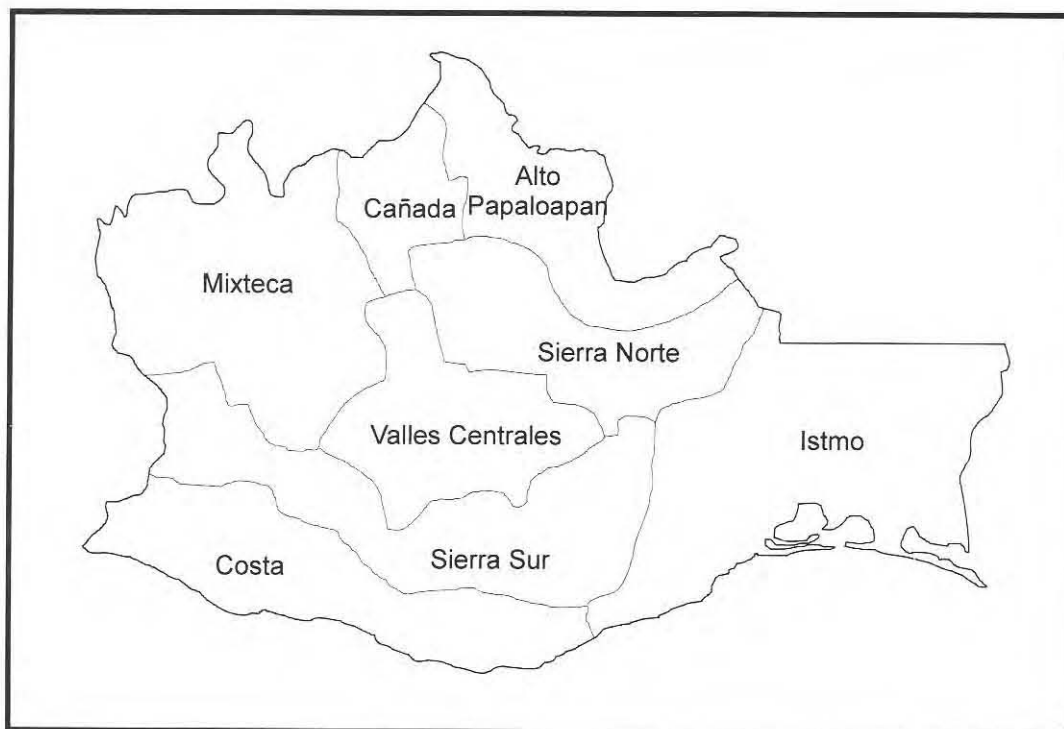 Alto
Papaloapan
Cañada
Mixteca
Sierra Norte
Valles Centrales
Istmo
Sierra Sur
Costa